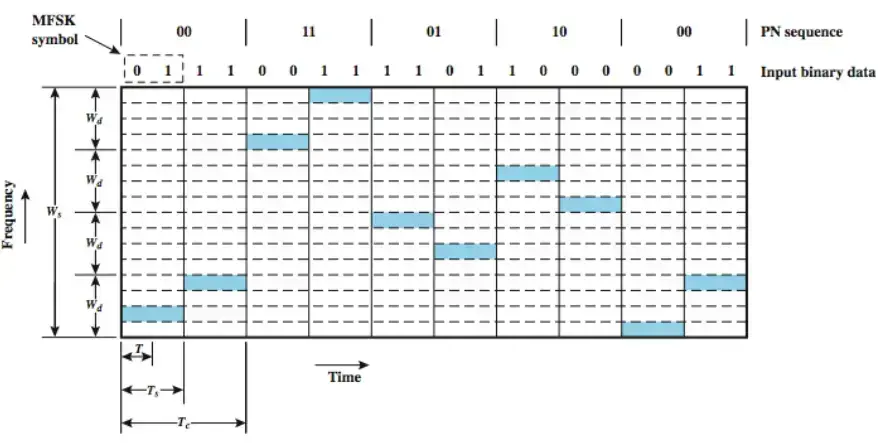 MFSK
symbol
00 11 01 10 00 PN sequence
0 1 1 1 0 0 1 1 1 1 0 1 1 0 0 0 0 0 1 1 Input binary data
Frequency
Ws
Wd
Wd
Wd
Wd
T
Time
Ts
Tc